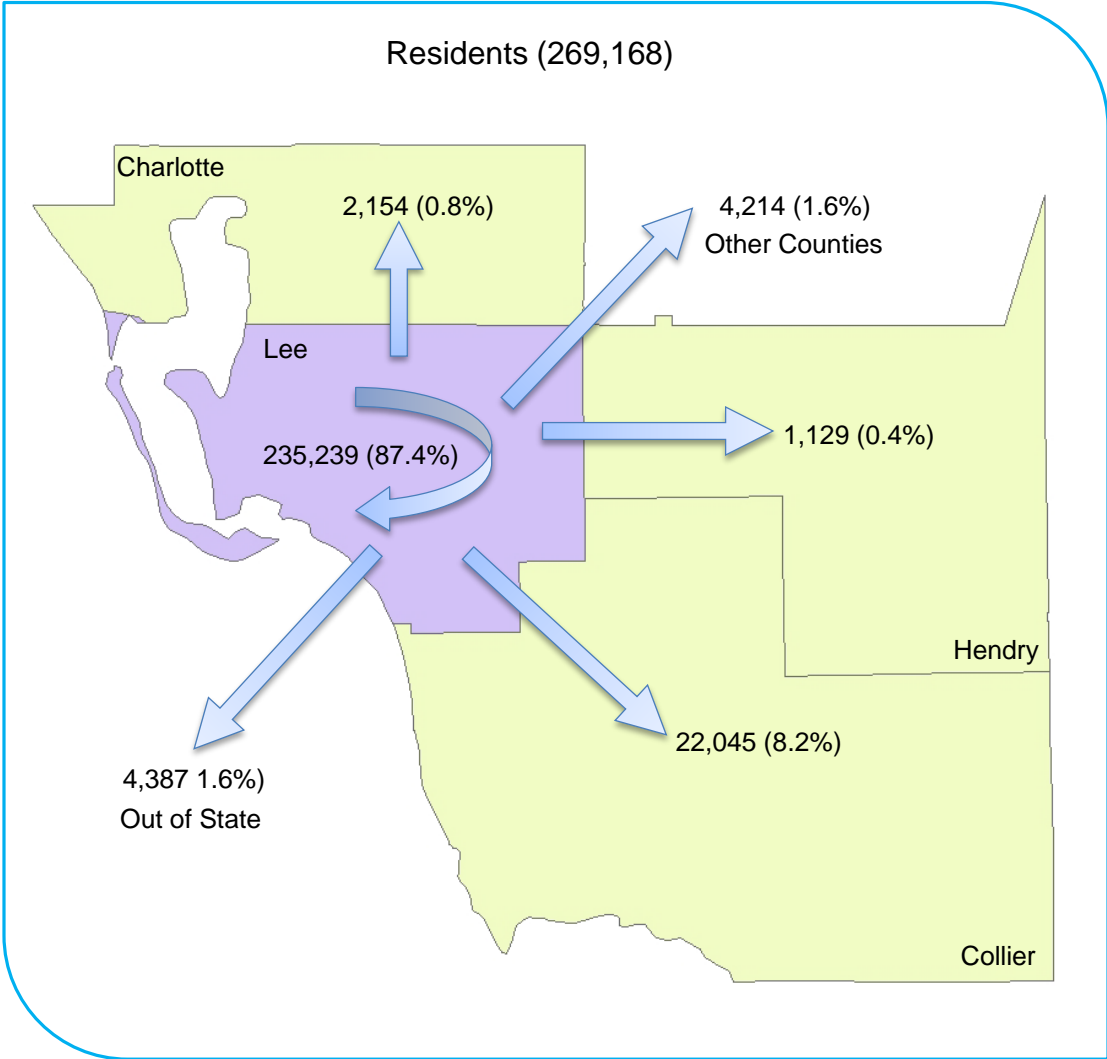 Residents (269,168)
Charlotte
2,154 (0.8%)
4,214 (1.6%)
Other Counties
Lee
1,129 (0.4%)
235,239 (87.4%)
Hendry
22,045 (8.2%)
4,387 1.6%)
Out of State
Collier